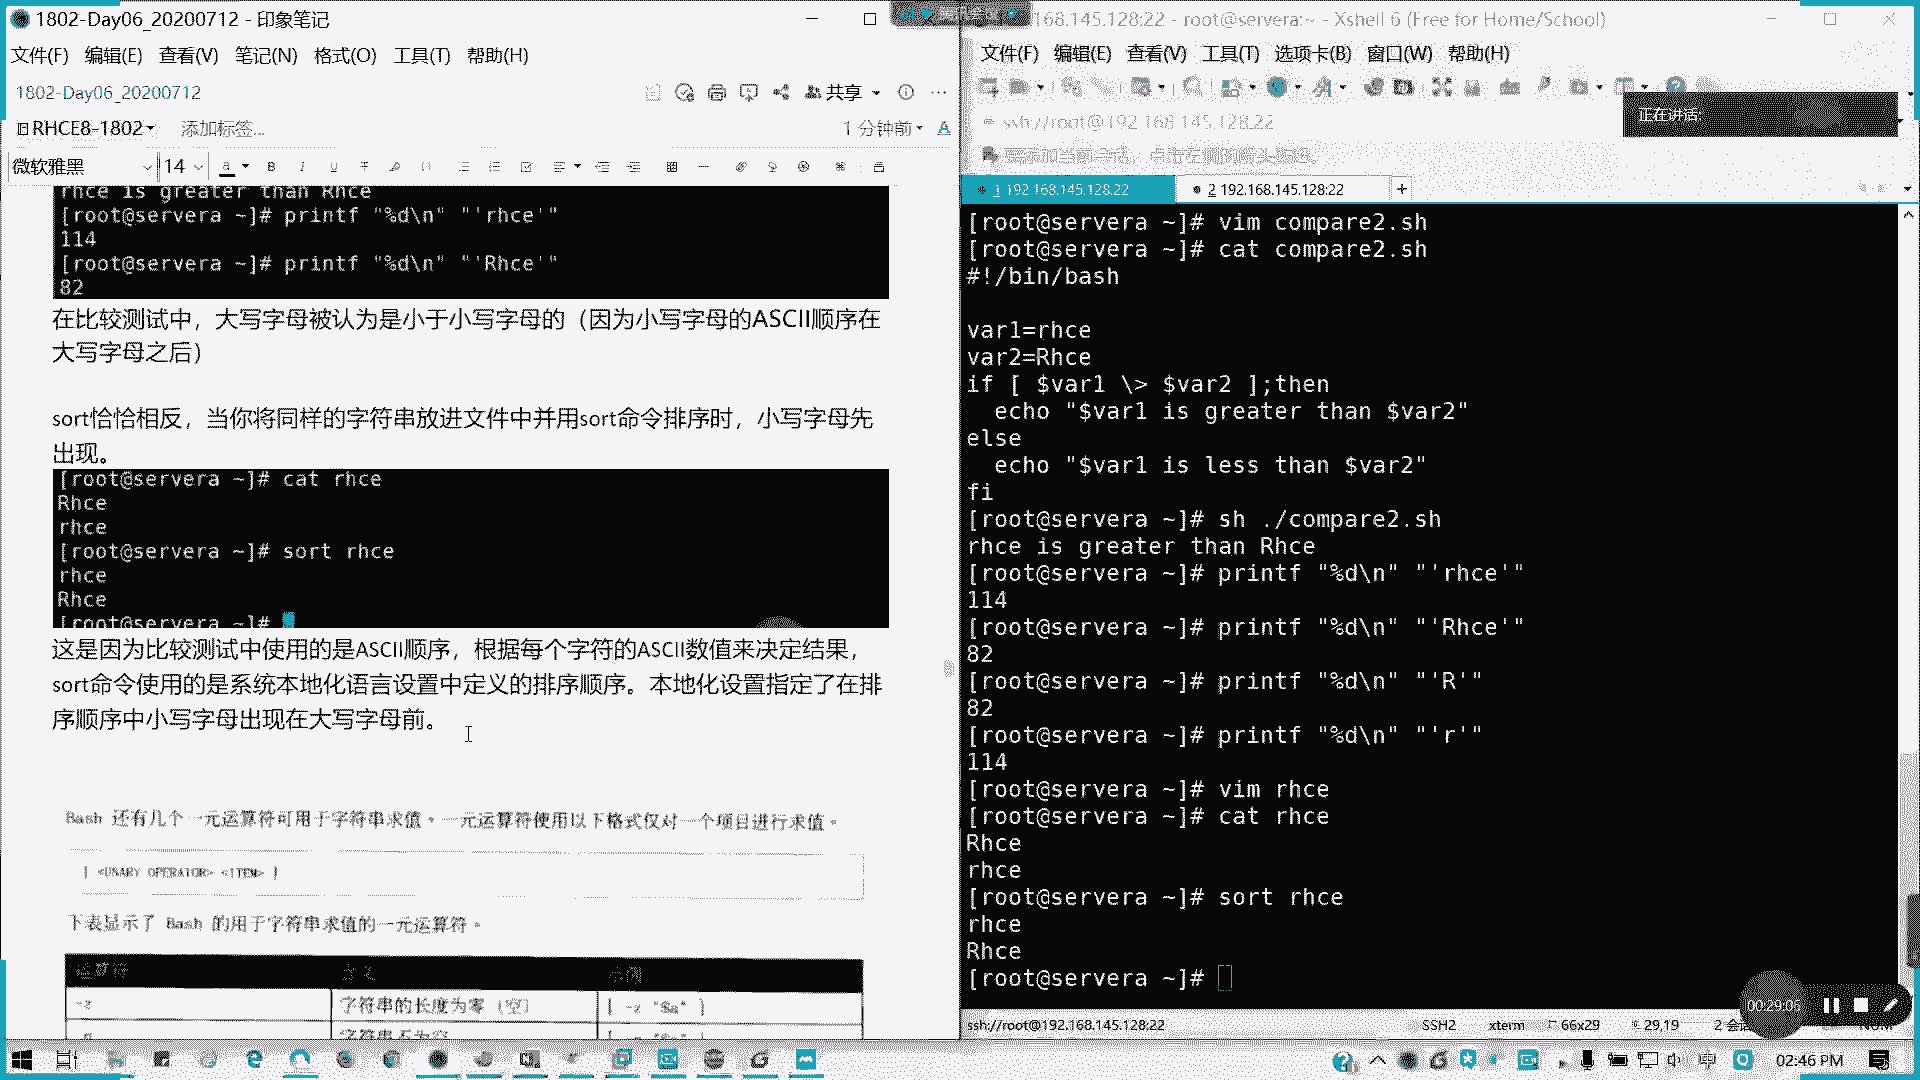 1802-Day06_20200712 - 印象笔记
文件(F) 编辑(E) 查看(V) 笔记(N) 格式(O) 工具(T) 帮助(H)
1802-Day06_20200712
共享
RHCE8-1802
添加标签...
1 分钟前
微软雅黑
14
rhce is greater than Rhce
[root@servera ~]# printf "%d\n" "'rhce'"
114
[root@servera ~]# printf "%d\n" "'Rhce'"
82
在比较测试中，大写字母被认为是小于小写字母的（因为小写字母的ASCII顺序在
大写字母之后）
sort恰恰相反，当你将同样的字符串放进文件中并用sort命令排序时，小写字母先
出现。
[root@servera ~]# cat rhce
Rhce
rhce
[root@servera ~]# sort rhce
rhce
Rhce
[root@servera ~]#
这是因为比较测试中使用的是ASCII顺序，根据每个字符的ASCII数值来决定结果，
sort命令使用的是系统本地化语言设置中定义的排序顺序。本地化设置指定了在排
序顺序中小写字母出现在大写字母前。
Bash 还有几个一元运算符可用于字符串求值。一元运算符使用以下格式仅对一个项目进行求值。
[ <UNARY OPERATOR> <ITEM> ]
下表显示了 Bash 的用于字符串求值的一元运算符。
运算符 含义 示例
-z 字符串的长度为零（空） [ -z "$a" ]
字符串不为空
168.145.128:22 - root@servera:~ - Xshell 6 (Free for Home/School)
文件(F) 编辑(E) 查看(V) 工具(T) 选项卡(B) 窗口(W) 帮助(H)
正在讲话:
ssh://root@192.168.145.128:22
1 192.168.145.128:22
2 192.168.145.128:22
[root@servera ~]# vim compare2.sh
[root@servera ~]# cat compare2.sh
#!/bin/bash
var1=rhce
var2=Rhce
if [ $var1 \> $var2 ];then
  echo "$var1 is greater than $var2"
else
  echo "$var1 is less than $var2"
fi
[root@servera ~]# sh ./compare2.sh
rhce is greater than Rhce
[root@servera ~]# printf "%d\n" "'rhce'"
114
[root@servera ~]# printf "%d\n" "'Rhce'"
82
[root@servera ~]# printf "%d\n" "'R'"
82
[root@servera ~]# printf "%d\n" "'r'"
114
[root@servera ~]# vim rhce
[root@servera ~]# cat rhce
Rhce
rhce
[root@servera ~]# sort rhce
rhce
Rhce
[root@servera ~]#
00:29:05
ssh://root@192.168.145.128:22 SSH2 xterm 66x29 29,19 2 会话 NUM
中
02:46 PM